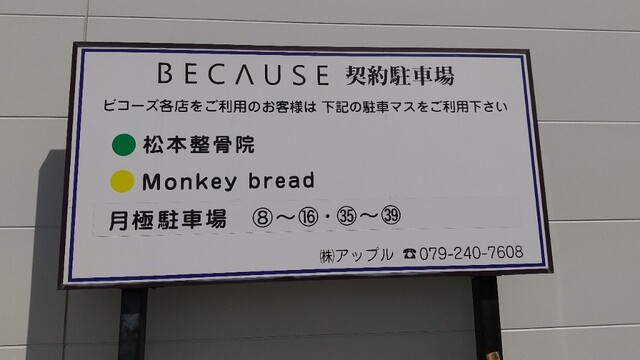 BECAUSE 契約駐車場
ビコーズ各店をご利用のお客様は 下記の駐車マスをご利用下さい
松本整骨院
Monkey bread
月極駐車場 ⑧～⑯・㉟～㊴
㈱アップル ☎079-240-7608